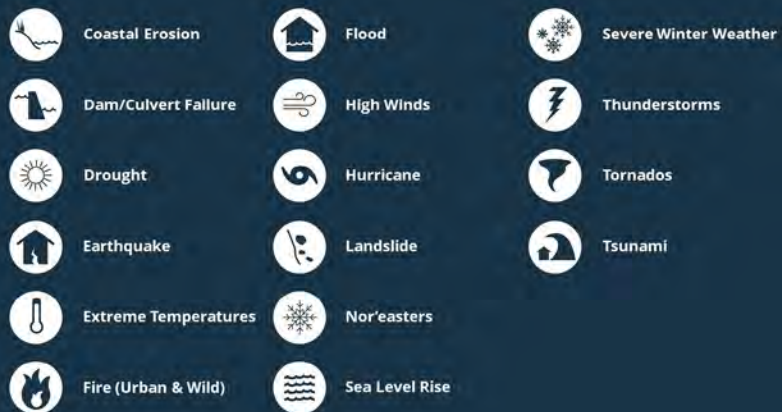 Coastal Erosion
Dam/Culvert Failure
Drought
Earthquake
Extreme Temperatures
Fire (Urban & Wild)
Flood
High Winds
Hurricane
Landslide
Nor'easters
Sea Level Rise
Severe Winter Weather
Thunderstorms
Tornados
Tsunami